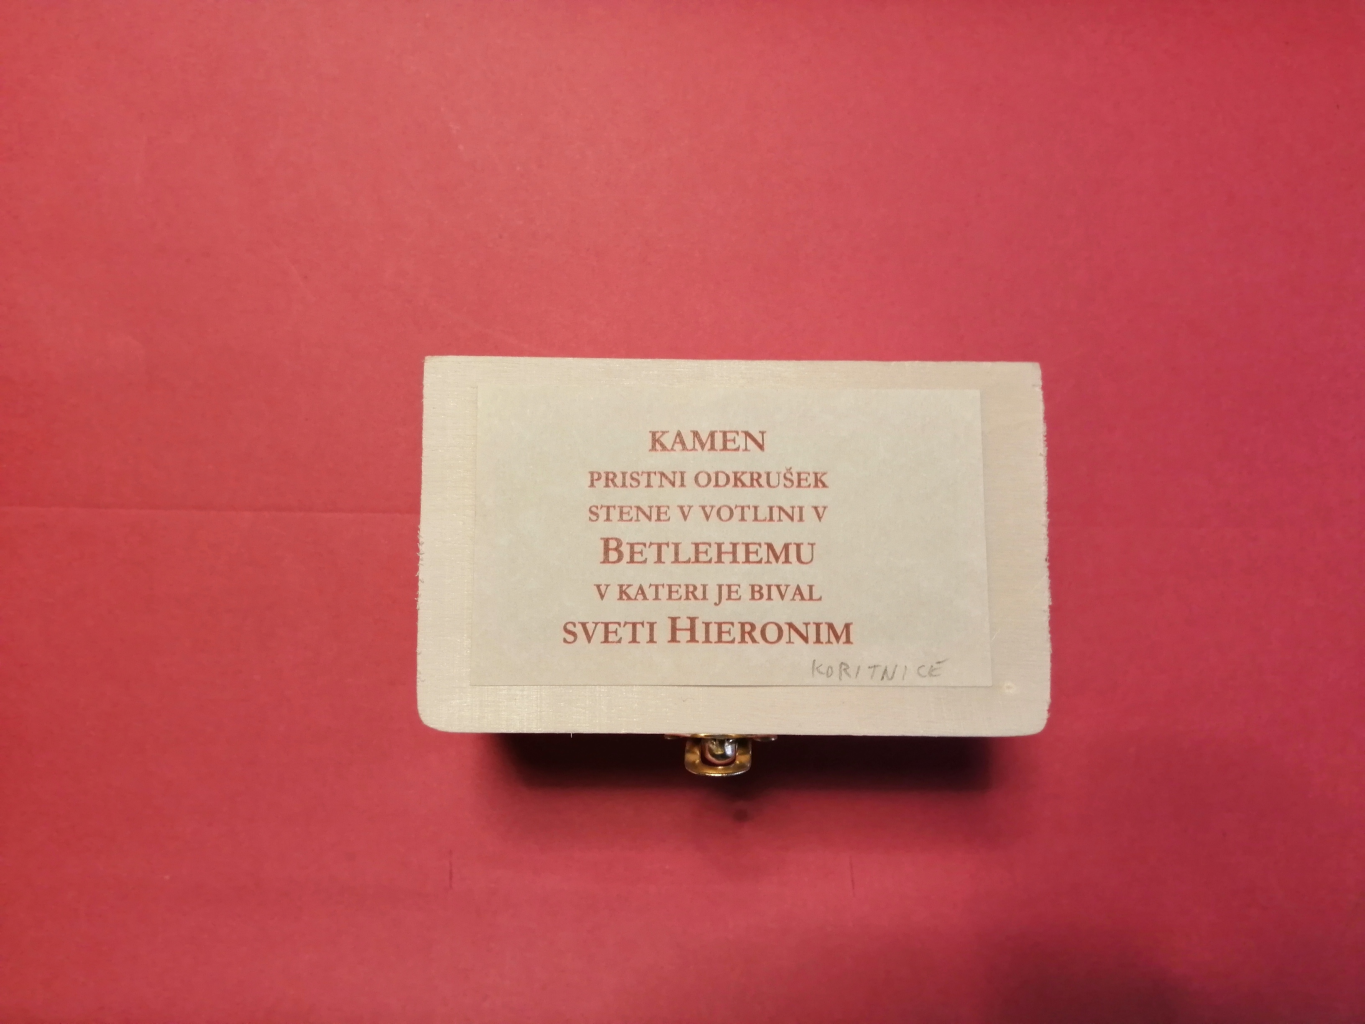 KAMEN
PRISTNI ODKRUŠEK
STENE V VOTLINI V
BETLEHEMU
V KATERI JE BIVAL
SVETI HIERONIM
KORITNICE